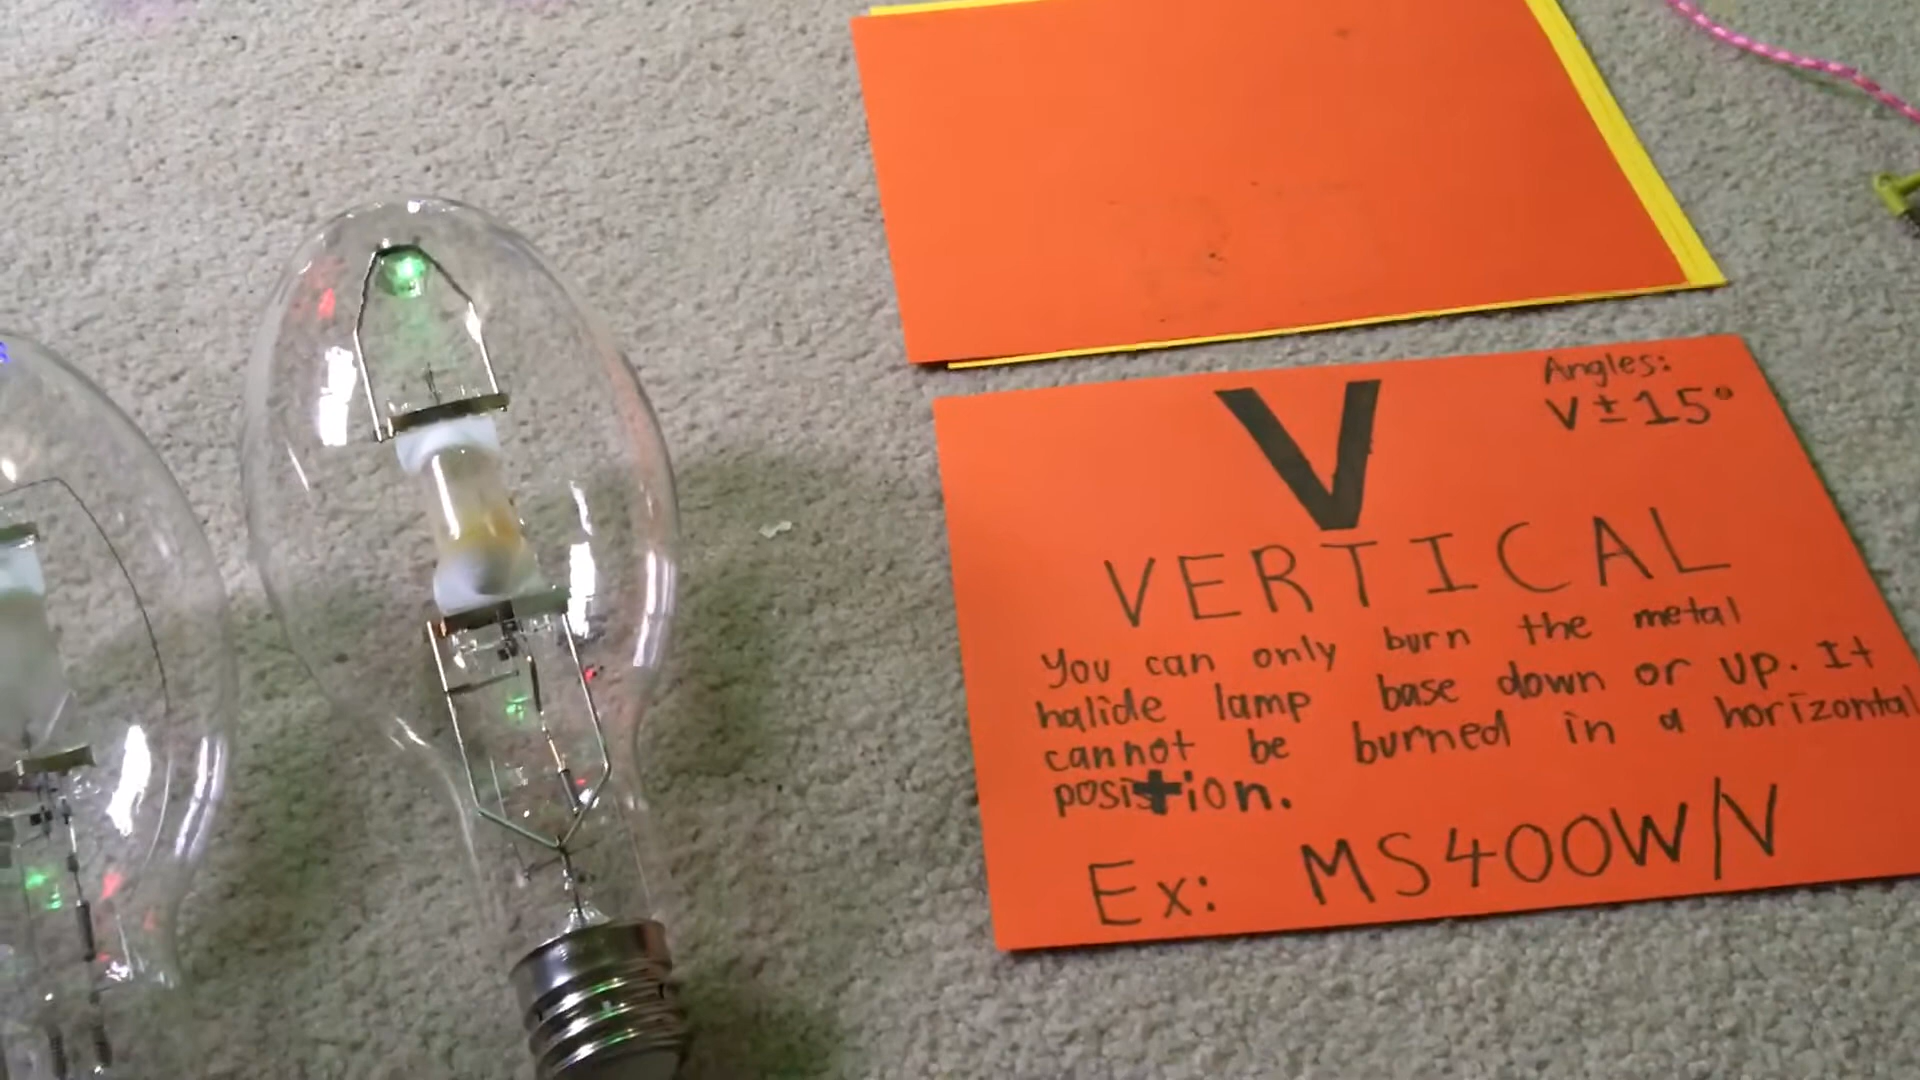 Angles:
V ± 15°
V
VERTICAL
You can only burn the metal
halide lamp base down or up. It
cannot be burned in a horizontal
position.
Ex: MS400W/V